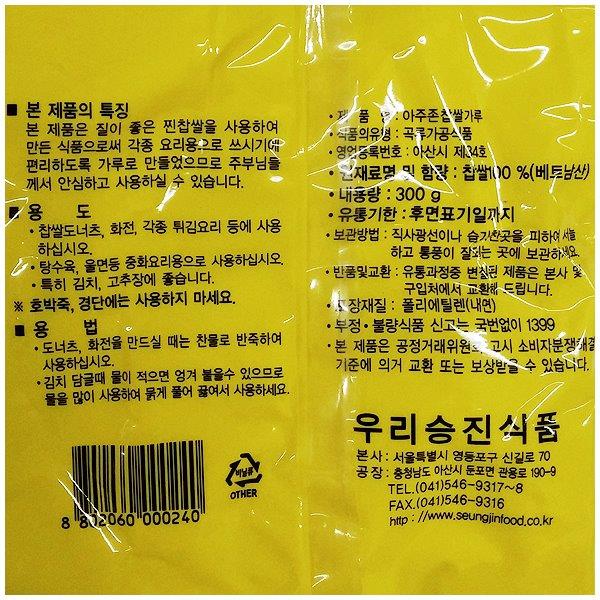 ■ 본 제품의 특징
본 제품은 질이 좋은 찐찹쌀을 사용하여
만든 식품으로써 각종 요리용으로 쓰시기에
편리하도록 가루로 만들었으므로 주부님들
께서 안심하고 사용하실 수 있습니다.
■ 용 도
• 찹쌀도너츠, 화전, 각종 튀김요리 등에 사용
하십시오.
• 탕수육, 울면등 중화요리용으로 사용하십시오.
• 특히 김치, 고추장에 좋습니다.
※ 호박죽, 경단에는 사용하지 마세요.
■ 용 법
• 도너츠, 화전을 만드실 때는 찬물로 반죽하여
사용하십시오.
• 김치 담글때 물이 적으면 엉겨 붙을수 있으므로
물을 많이 사용하여 묽게 풀어 끓여서 사용하세요.
8 802060 000240
비닐류
OTHER
• 제 품 명 : 아주존찹쌀가루
• 식품의유형 : 곡류가공식품
• 영업등록번호 : 아산시 제34호
• 원재료명 및 함량 : 찹쌀100 %(베트남산)
• 내용량 : 300 g
• 유통기한 : 후면표기일까지
• 보관방법 : 직사광선이나 습기찬곳을 피하여 서늘
하고 통풍이 잘되는 곳에 보관하세요.
• 반품및교환 : 유통과정중 변질된 제품은 본사 및
구입처에서 교환해 드립니다.
• 포장재질 : 폴리에틸렌(내면)
• 부정 • 불량식품 신고는 국번없이 1399
• 본 제품은 공정거래위원회 고시 소비자분쟁해결
기준에 의거 교환 또는 보상받을 수 있습니다.
우리승진식품
본사 : 서울특별시 영등포구 신길로 70
공장 : 충청남도 아산시 둔포면 관용로 190-9
TEL.(041)546-9317~8
FAX.(041)546-9316
http : //www.seungjinfood.co.kr